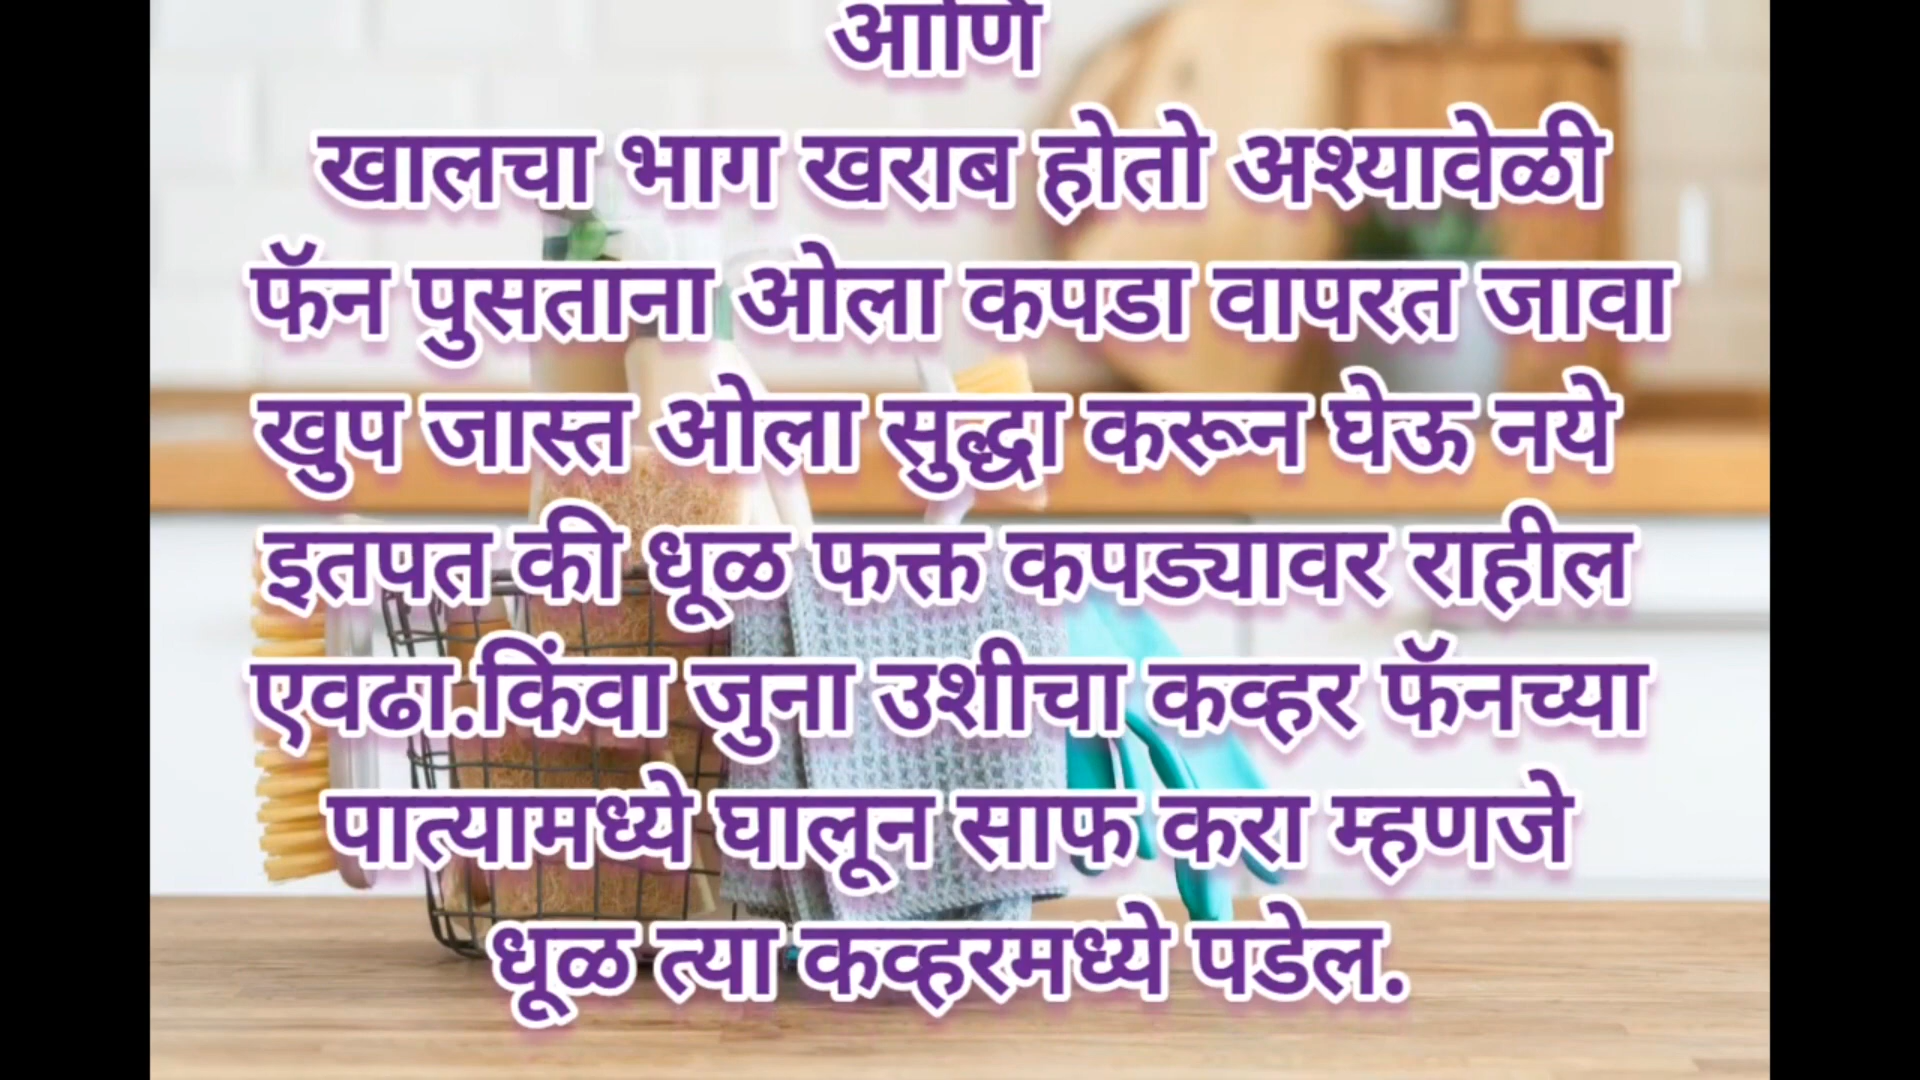 आणि
खालचा भाग खराब होतो अश्यावेळी
फॅन पुसताना ओला कपडा वापरत जावा
खुप जास्त ओला सुद्धा करून घेऊ नये
इतपत की धूळ फक्त कपड्यावर राहील
एवढा.किंवा जुना उशीचा कव्हर फॅनच्या
पात्यामध्ये घालून साफ करा म्हणजे
धूळ त्या कव्हरमध्ये पडेल.